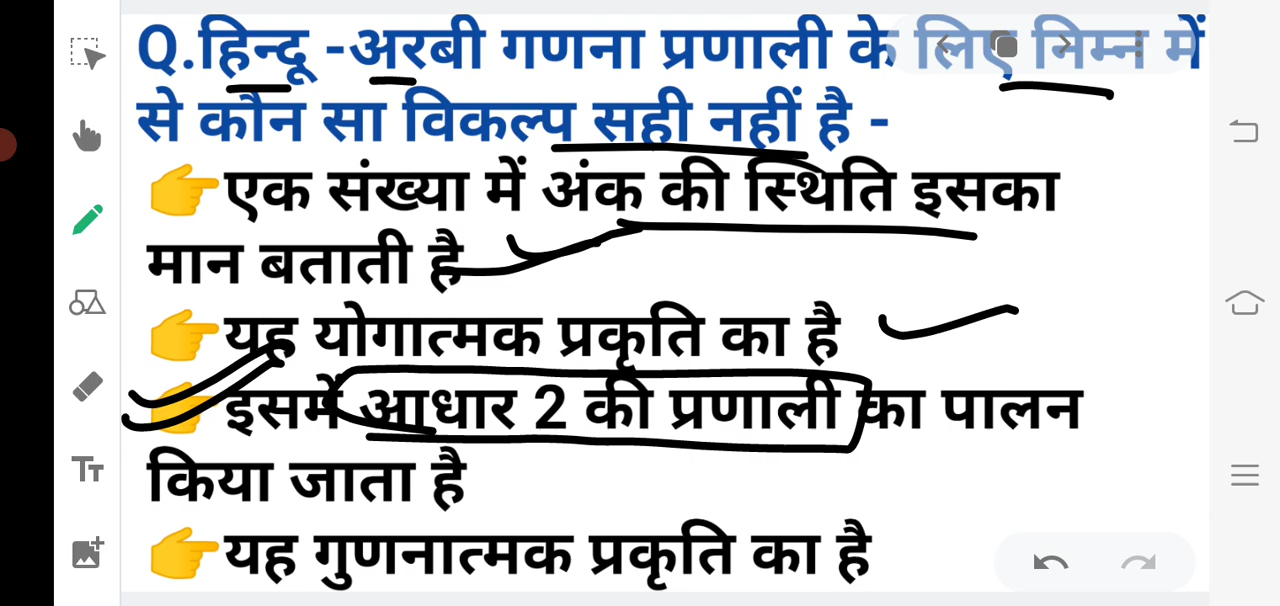 Q.हिन्दू -अरबी गणना प्रणाली के लिए निम्न में
से कौन सा विकल्प सही नहीं है -
👉एक संख्या में अंक की स्थिति इसका
मान बताती है
👉यह योगात्मक प्रकृति का है
👉इसमें आधार 2 की प्रणाली का पालन
किया जाता है
👉यह गुणनात्मक प्रकृति का है